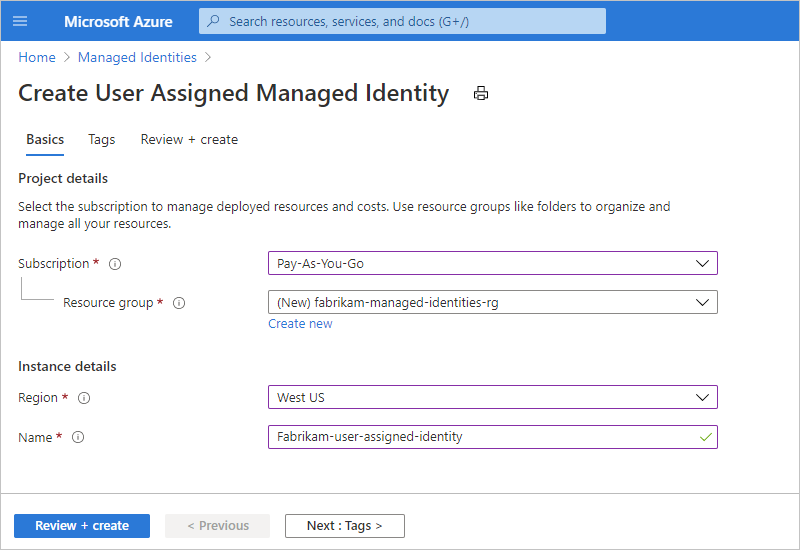 Microsoft Azure
Search resources, services, and docs (G+/)
Home > Managed Identities >
Create User Assigned Managed Identity
Basics Tags Review + create
Project details
Select the subscription to manage deployed resources and costs. Use resource groups like folders to organize and
manage all your resources.
Subscription *
Pay-As-You-Go
Resource group *
(New) fabrikam-managed-identities-rg
Create new
Instance details
Region *
West US
Name *
Fabrikam-user-assigned-identity
Review + create
< Previous
Next : Tags >